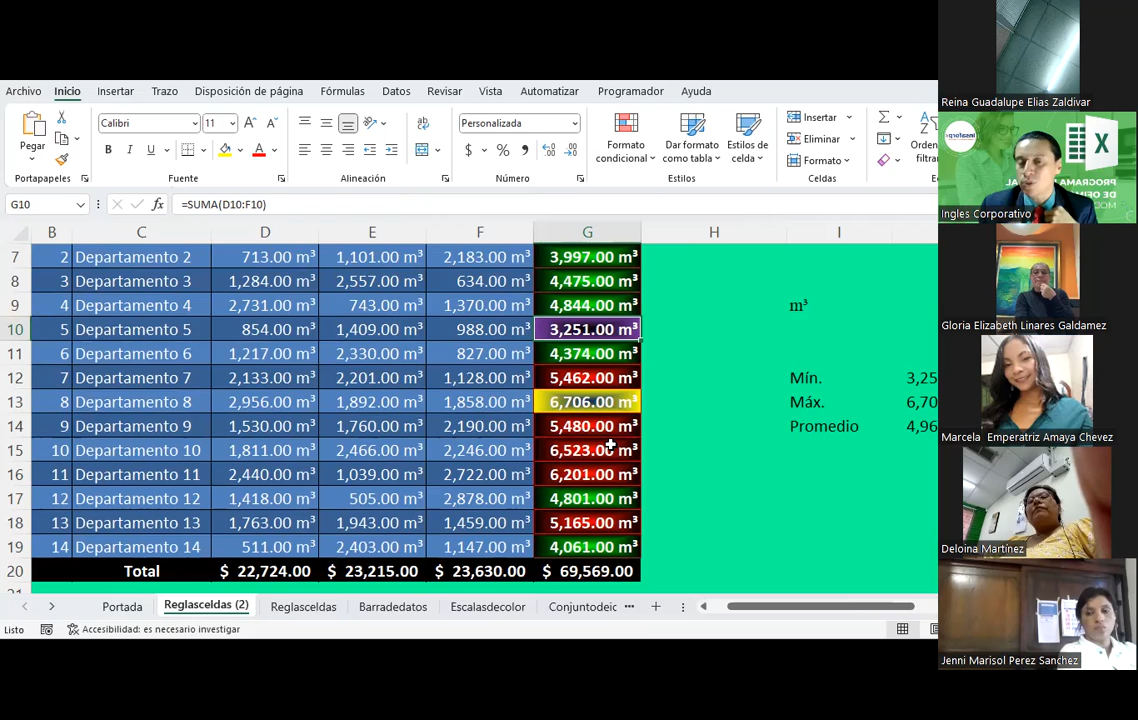 Archivo Inicio Insertar Trazo Disposición de página Fórmulas Datos Revisar Vista Automatizar Programador Ayuda
Pegar
Calibri 11
N K S
Personalizada
$ % ,
Formato condicional
Dar formato como tabla
Estilos de celda
Insertar
Eliminar
Formato
Orden
filtrar
Portapapeles Fuente Alineación Número Estilos Celdas
G10 fx =SUMA(D10:F10)
B C D E F G H I
7 2 Departamento 2 713.00 m³ 1,101.00 m³ 2,183.00 m³ 3,997.00 m³
8 3 Departamento 3 1,284.00 m³ 2,557.00 m³ 634.00 m³ 4,475.00 m³
9 4 Departamento 4 2,731.00 m³ 743.00 m³ 1,370.00 m³ 4,844.00 m³ m³
10 5 Departamento 5 854.00 m³ 1,409.00 m³ 988.00 m³ 3,251.00 m³
11 6 Departamento 6 1,217.00 m³ 2,330.00 m³ 827.00 m³ 4,374.00 m³
12 7 Departamento 7 2,133.00 m³ 2,201.00 m³ 1,128.00 m³ 5,462.00 m³ Mín. 3,25
13 8 Departamento 8 2,956.00 m³ 1,892.00 m³ 1,858.00 m³ 6,706.00 m³ Máx. 6,70
14 9 Departamento 9 1,530.00 m³ 1,760.00 m³ 2,190.00 m³ 5,480.00 m³ Promedio 4,96
15 10 Departamento 10 1,811.00 m³ 2,466.00 m³ 2,246.00 m³ 6,523.00 m³
16 11 Departamento 11 2,440.00 m³ 1,039.00 m³ 2,722.00 m³ 6,201.00 m³
17 12 Departamento 12 1,418.00 m³ 505.00 m³ 2,878.00 m³ 4,801.00 m³
18 13 Departamento 13 1,763.00 m³ 1,943.00 m³ 1,459.00 m³ 5,165.00 m³
19 14 Departamento 14 511.00 m³ 2,403.00 m³ 1,147.00 m³ 4,061.00 m³
20 Total $ 22,724.00 $ 23,215.00 $ 23,630.00 $ 69,569.00
Portada Reglasceldas (2) Reglasceldas Barradedatos Escalasdecolor Conjuntodeic
Listo Accesibilidad: es necesario investigar
Reina Guadalupe Elias Zaldivar
Ingles Corporativo
Gloria Elizabeth Linares Galdamez
Marcela Emperatriz Amaya Chevez
Deloina Martínez
Jenni Marisol Perez Sanchez